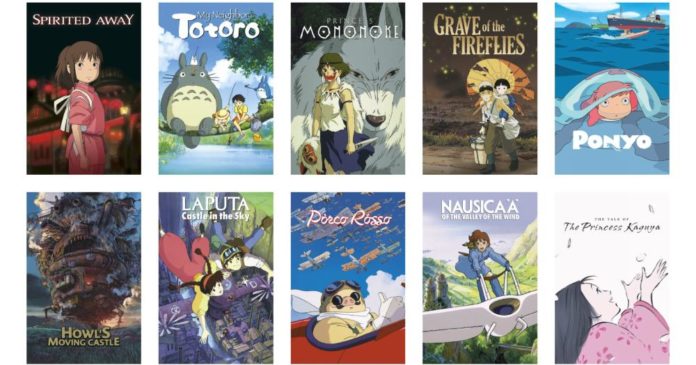 SPIRITED AWAY
My Neighbor
TOTORO
PRINCESS
MONONOKE
GRAVE of the
FIREFLIES
PONYO
HOWL'S
MOVING CASTLE
LAPUTA
Castle in the Sky
Porco Rosso
NAUSICAÄ
OF THE VALLEY OF THE WIND
THE TALE OF
The Princess Kaguya